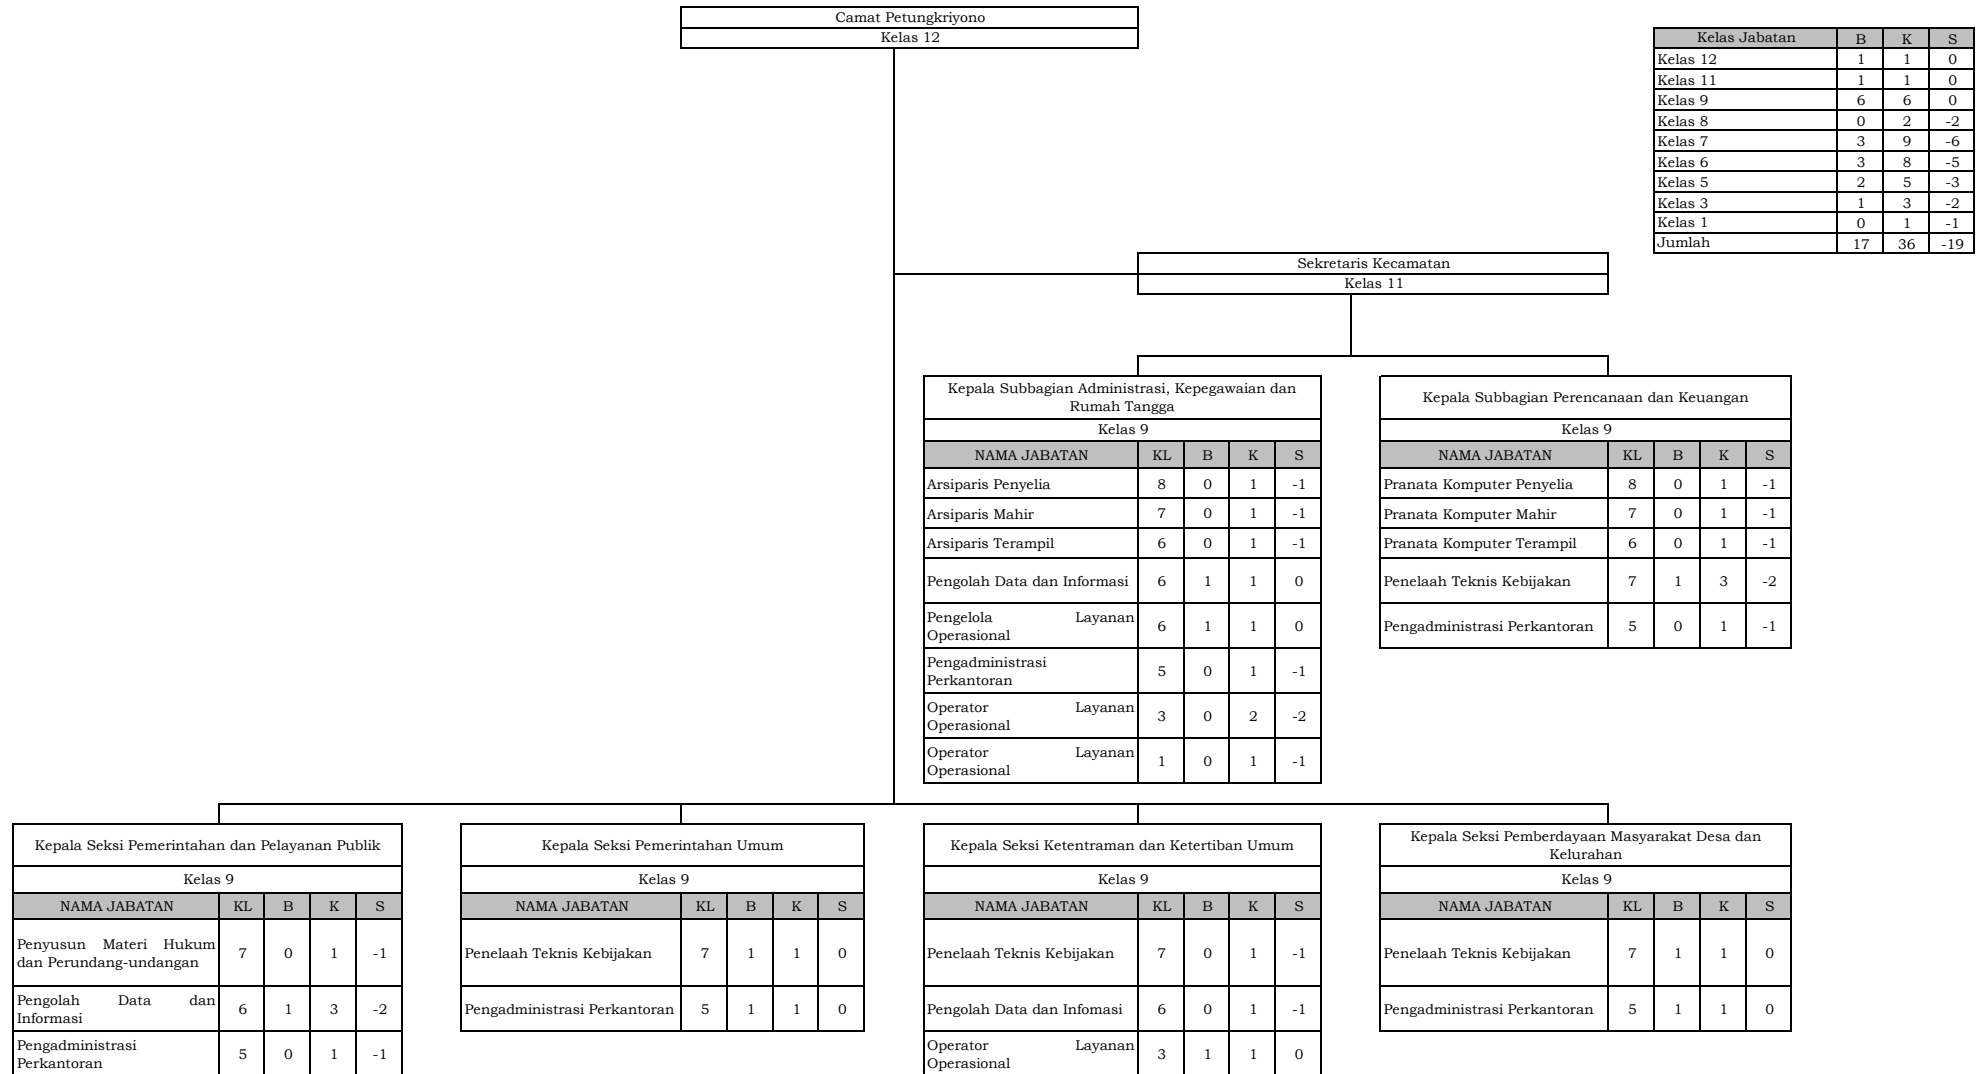 Camat Petungkriyono
Kelas 12
Kelas Jabatan B K S
Kelas 12 1 1 0
Kelas 11 1 1 0
Kelas 9 6 6 0
Kelas 8 0 2 -2
Kelas 7 3 9 -6
Kelas 6 3 8 -5
Kelas 5 2 5 -3
Kelas 3 1 3 -2
Kelas 1 0 1 -1
Jumlah 17 36 -19
Sekretaris Kecamatan
Kelas 11
Kepala Subbagian Administrasi, Kepegawaian dan
Rumah Tangga
Kelas 9
NAMA JABATAN KL B K S
Arsiparis Penyelia 8 0 1 -1
Arsiparis Mahir 7 0 1 -1
Arsiparis Terampil 6 0 1 -1
Pengolah Data dan Informasi 6 1 1 0
Pengelola Layanan
Operasional 6 1 1 0
Pengadministrasi
Perkantoran 5 0 1 -1
Operator Layanan
Operasional 3 0 2 -2
Operator Layanan
Operasional 1 0 1 -1
Kepala Subbagian Perencanaan dan Keuangan
Kelas 9
NAMA JABATAN KL B K S
Pranata Komputer Penyelia 8 0 1 -1
Pranata Komputer Mahir 7 0 1 -1
Pranata Komputer Terampil 6 0 1 -1
Penelaah Teknis Kebijakan 7 1 3 -2
Pengadministrasi Perkantoran 5 0 1 -1
Kepala Seksi Pemerintahan dan Pelayanan Publik
Kelas 9
NAMA JABATAN KL B K S
Penyusun Materi Hukum
dan Perundang-undangan 7 0 1 -1
Pengolah Data dan
Informasi 6 1 3 -2
Pengadministrasi
Perkantoran 5 0 1 -1
Kepala Seksi Pemerintahan Umum
Kelas 9
NAMA JABATAN KL B K S
Penelaah Teknis Kebijakan 7 1 1 0
Pengadministrasi Perkantoran 5 1 1 0
Kepala Seksi Ketentraman dan Ketertiban Umum
Kelas 9
NAMA JABATAN KL B K S
Penelaah Teknis Kebijakan 7 0 1 -1
Pengolah Data dan Infomasi 6 0 1 -1
Operator Layanan
Operasional 3 1 1 0
Kepala Seksi Pemberdayaan Masyarakat Desa dan
Kelurahan
Kelas 9
NAMA JABATAN KL B K S
Penelaah Teknis Kebijakan 7 1 1 0
Pengadministrasi Perkantoran 5 1 1 0